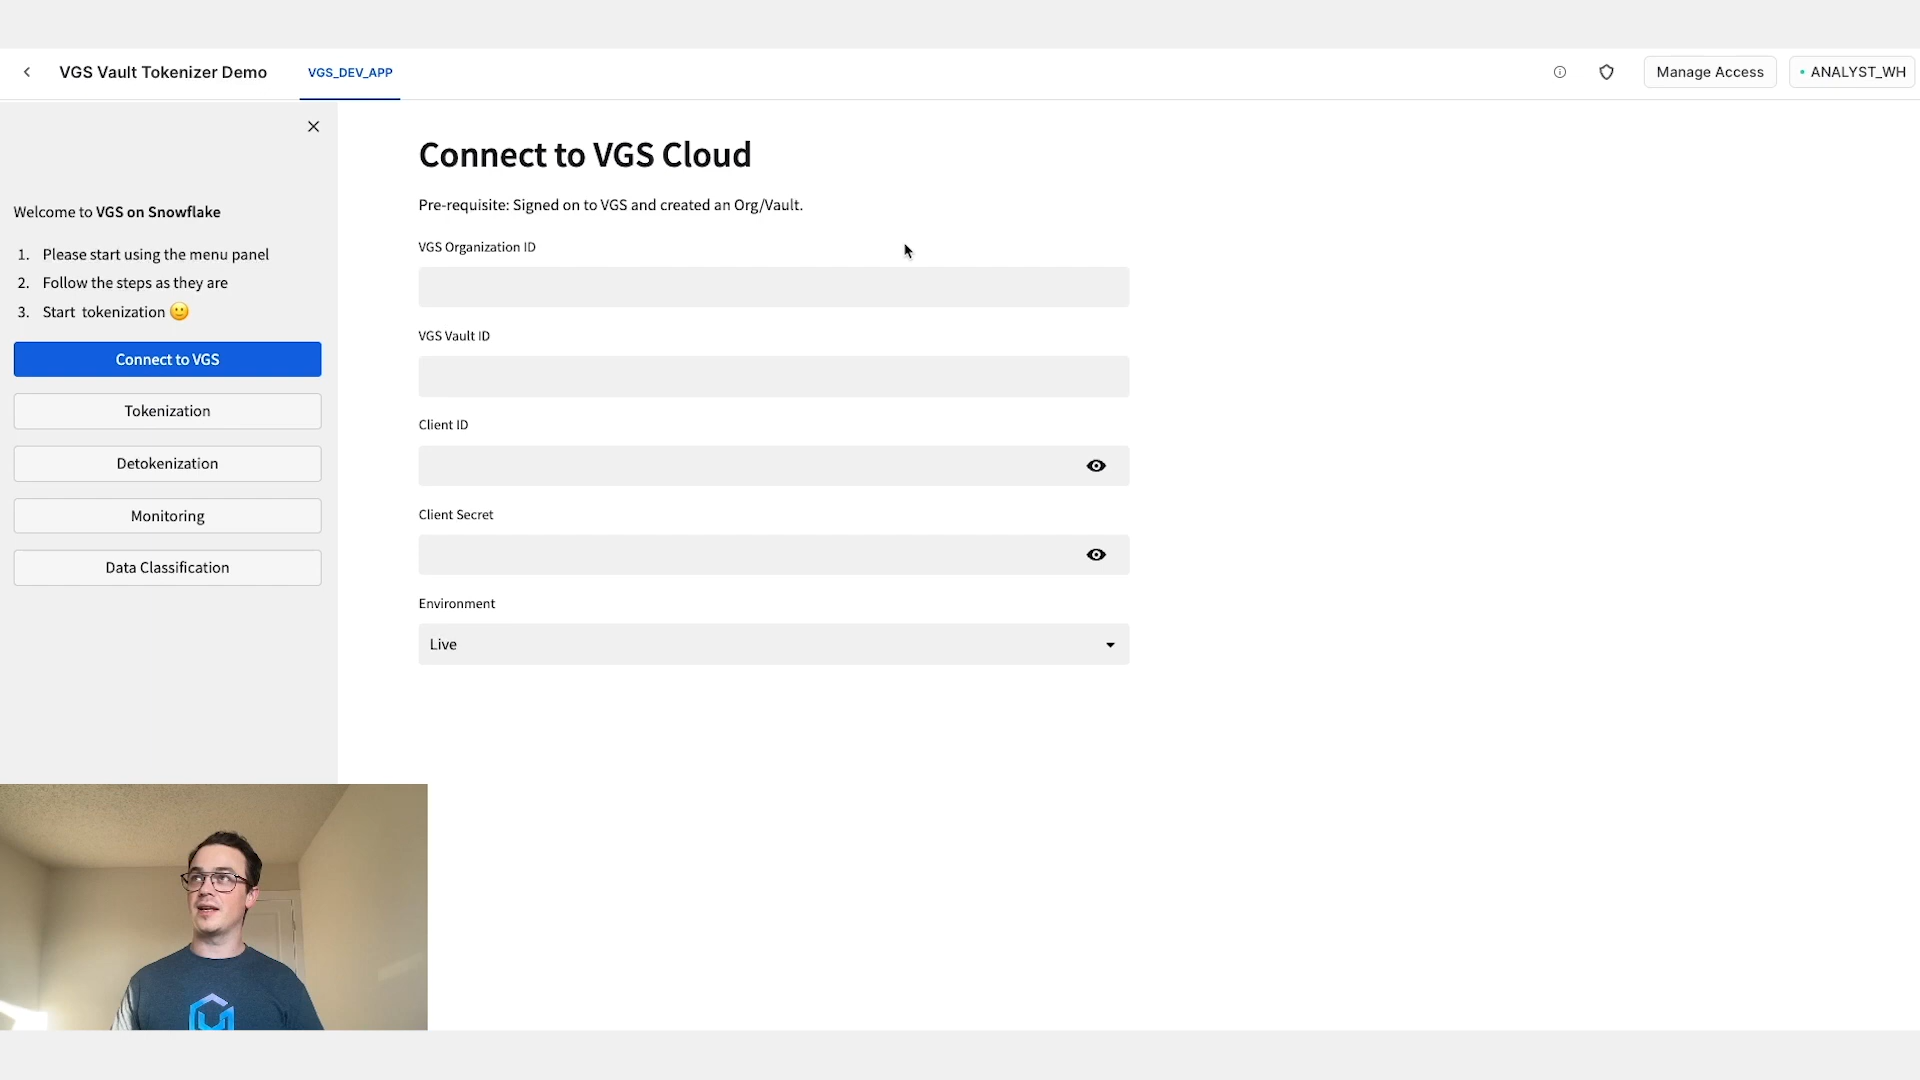 VGS Vault Tokenizer Demo
VGS_DEV_APP
Manage Access
ANALYST_WH
Welcome to VGS on Snowflake
1. Please start using the menu panel
2. Follow the steps as they are
3. Start tokenization 🙂
Connect to VGS
Tokenization
Detokenization
Monitoring
Data Classification
Connect to VGS Cloud
Pre-requisite: Signed on to VGS and created an Org/Vault.
VGS Organization ID
VGS Vault ID
Client ID
Client Secret
Environment
Live